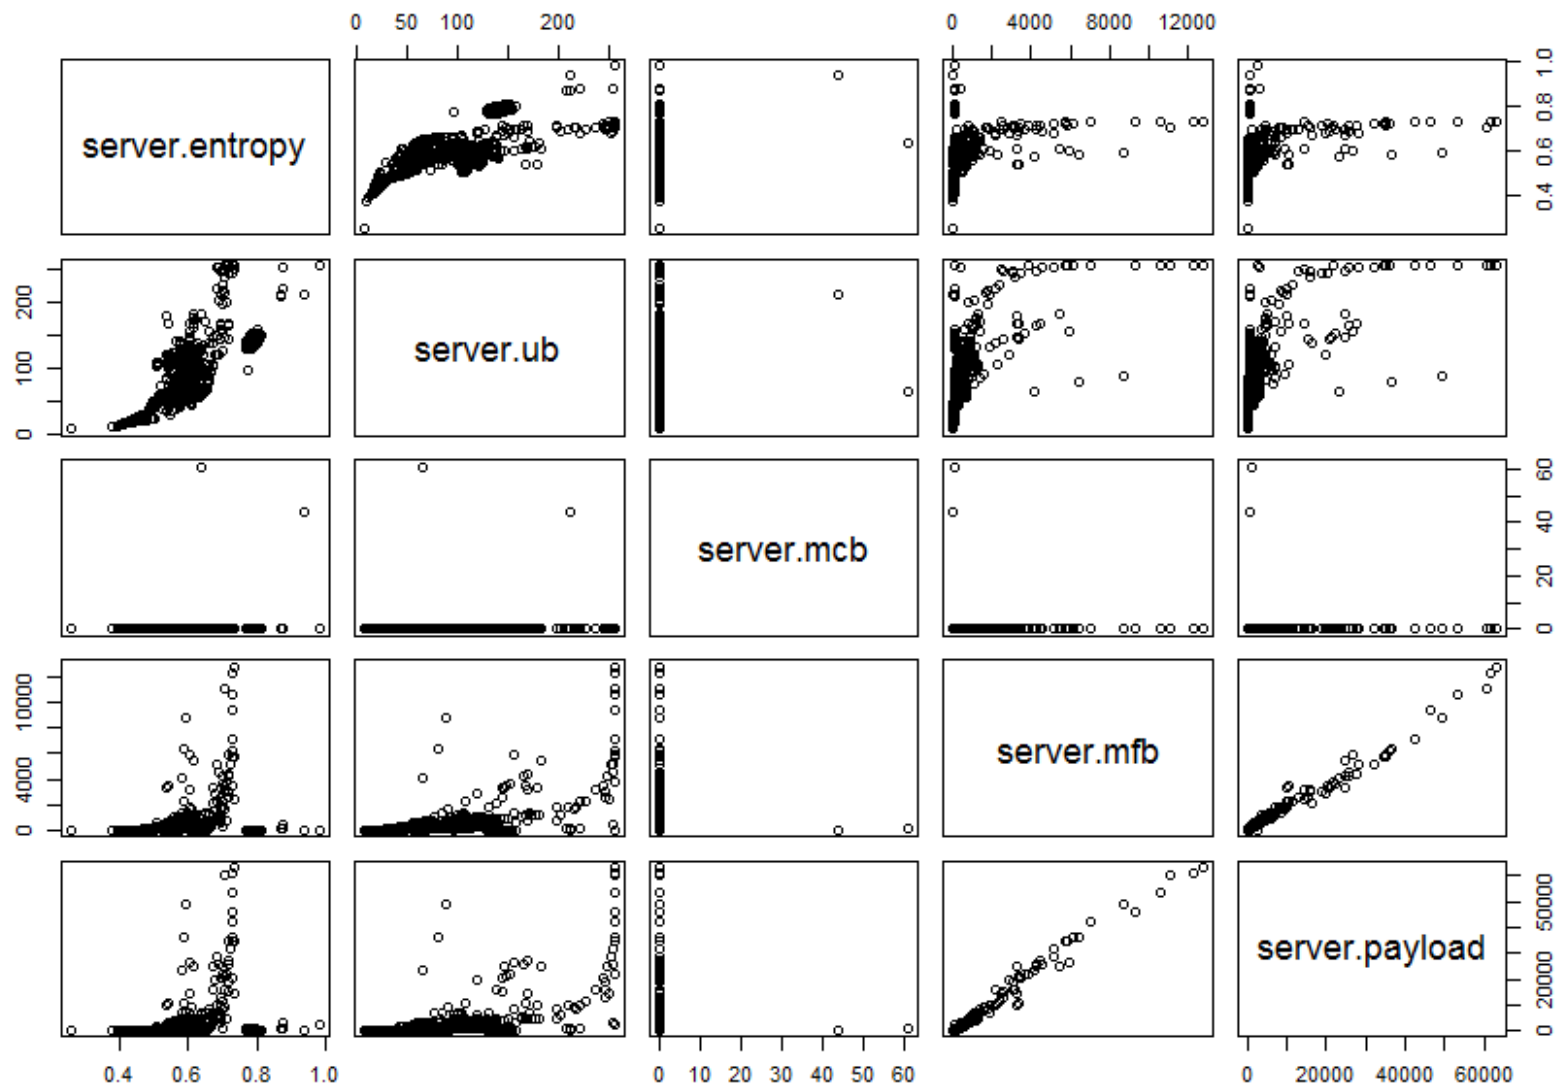 0 50 100 200 0 4000 8000 12000
server.entropy 0.4 0.6 0.8 1.0
0 100 200 server.ub
server.mcb 0 20 40 60
0 4000 10000 server.mfb
server.payload 0 20000 50000
0.4 0.6 0.8 1.0 0 10 20 30 40 50 60 0 20000 40000 60000